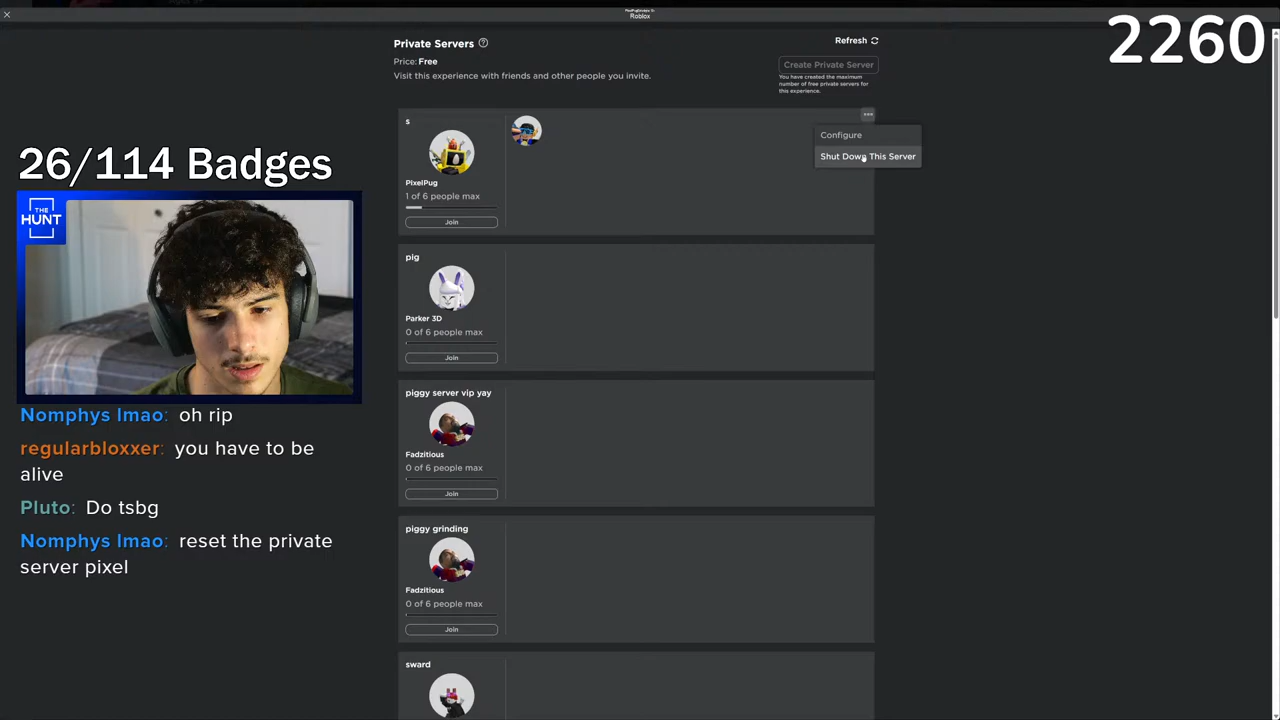 Roblox
2260
Private Servers
Refresh
Price: Free
Create Private Server
Visit this experience with friends and other people you invite.
You have created the maximum
number of free private servers for
this experience.
s
Configure
Shut Down This Server
PixelPug
1 of 6 people max
Join
26/114 Badges
THE
HUNT
pig
Parker 3D
0 of 6 people max
Join
piggy server vip yay
Fadzitious
0 of 6 people max
Join
Nomphys lmao: oh rip
regularbloxxer: you have to be
alive
Pluto: Do tsbg
Nomphys lmao: reset the private
server pixel
piggy grinding
Fadzitious
0 of 6 people max
Join
sward